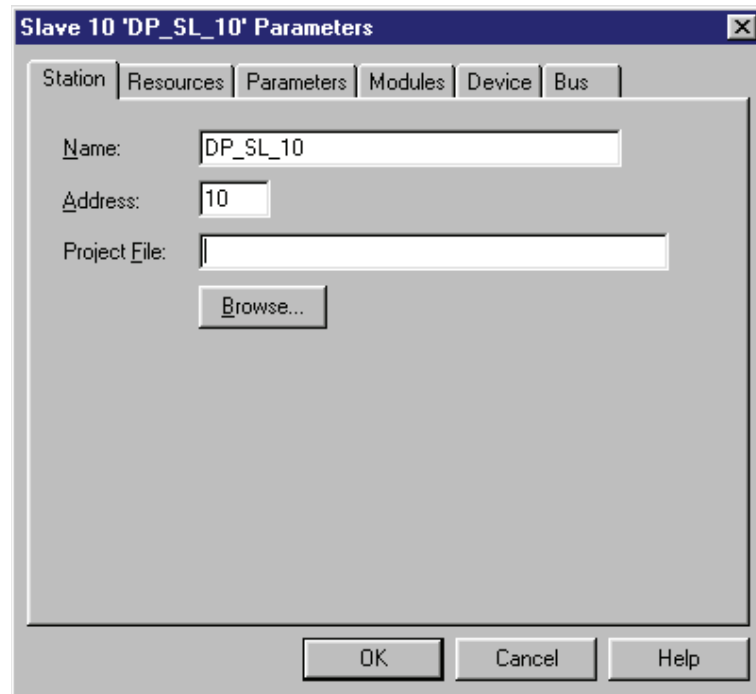 Slave 10 'DP_SL_10' Parameters
Station Resources Parameters Modules Device Bus
Name: DP_SL_10
Address: 10
Project File:
Browse...
OK Cancel Help